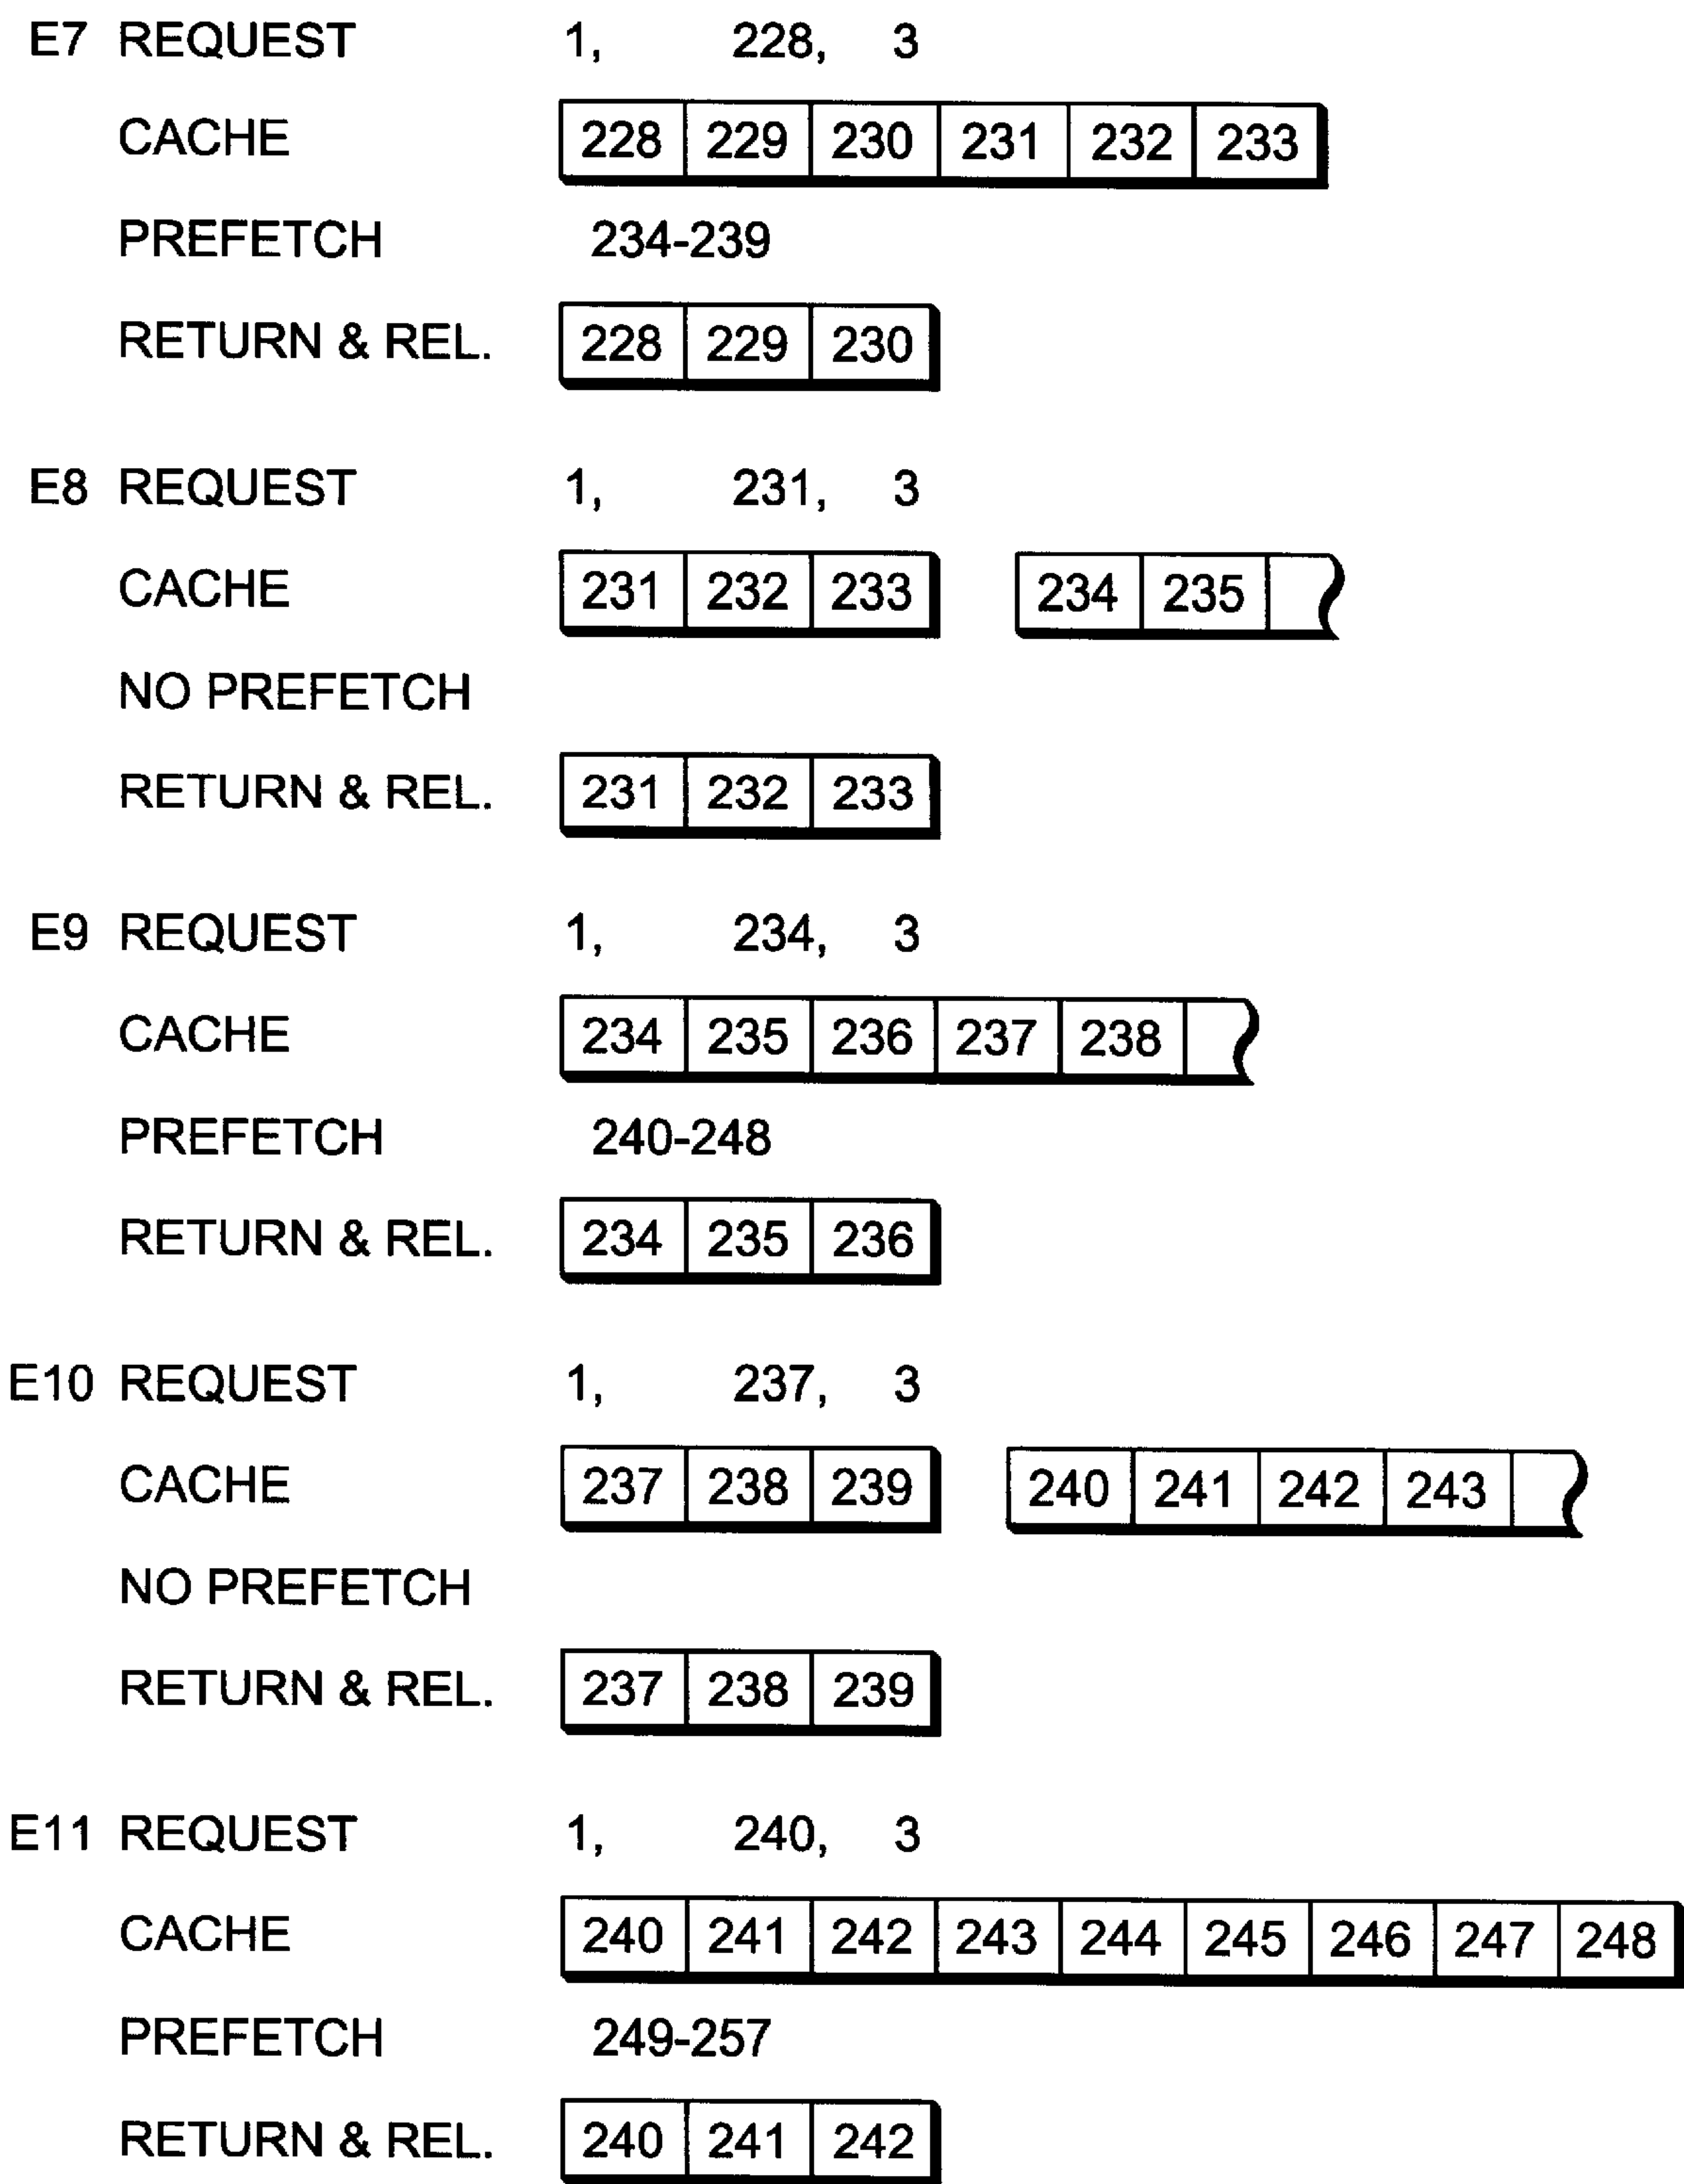 E7 REQUEST 1, 228, 3
CACHE 228 229 230 231 232 233
PREFETCH 234-239
RETURN & REL. 228 229 230
E8 REQUEST 1, 231, 3
CACHE 231 232 233 234 235
NO PREFETCH
RETURN & REL. 231 232 233
E9 REQUEST 1, 234, 3
CACHE 234 235 236 237 238
PREFETCH 240-248
RETURN & REL. 234 235 236
E10 REQUEST 1, 237, 3
CACHE 237 238 239 240 241 242 243
NO PREFETCH
RETURN & REL. 237 238 239
E11 REQUEST 1, 240, 3
CACHE 240 241 242 243 244 245 246 247 248
PREFETCH 249-257
RETURN & REL. 240 241 242